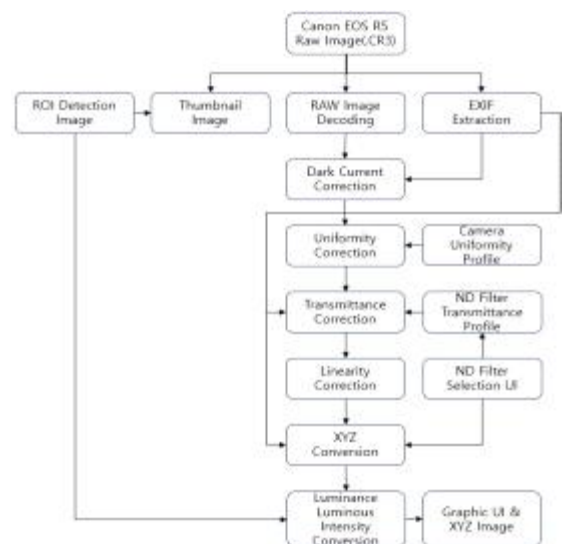 Canon EOS R5
Raw Image(.CR3)
ROI Detection
Image
Thumbnail
Image
RAW Image
Decoding
EXIF
Extraction
Dark Current
Correction
Uniformity
Correction
Camera
Uniformity
Profile
Transmittance
Correction
ND Filter
Transmittance
Profile
Linearity
Correction
ND Filter
Selection UI
XYZ
Conversion
Luminance
Luminous
Intensity
Conversion
Graphic UI &
XYZ Image